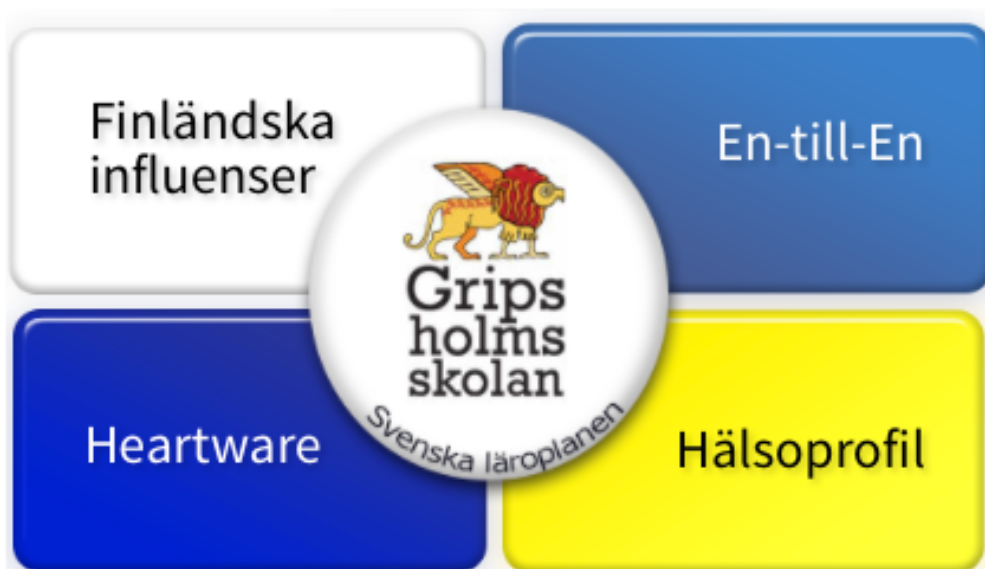 Finländska
influenser
En-till-En
Grips
holms
skolan
Svenska läroplanen
Heartware
Hälsoprofil